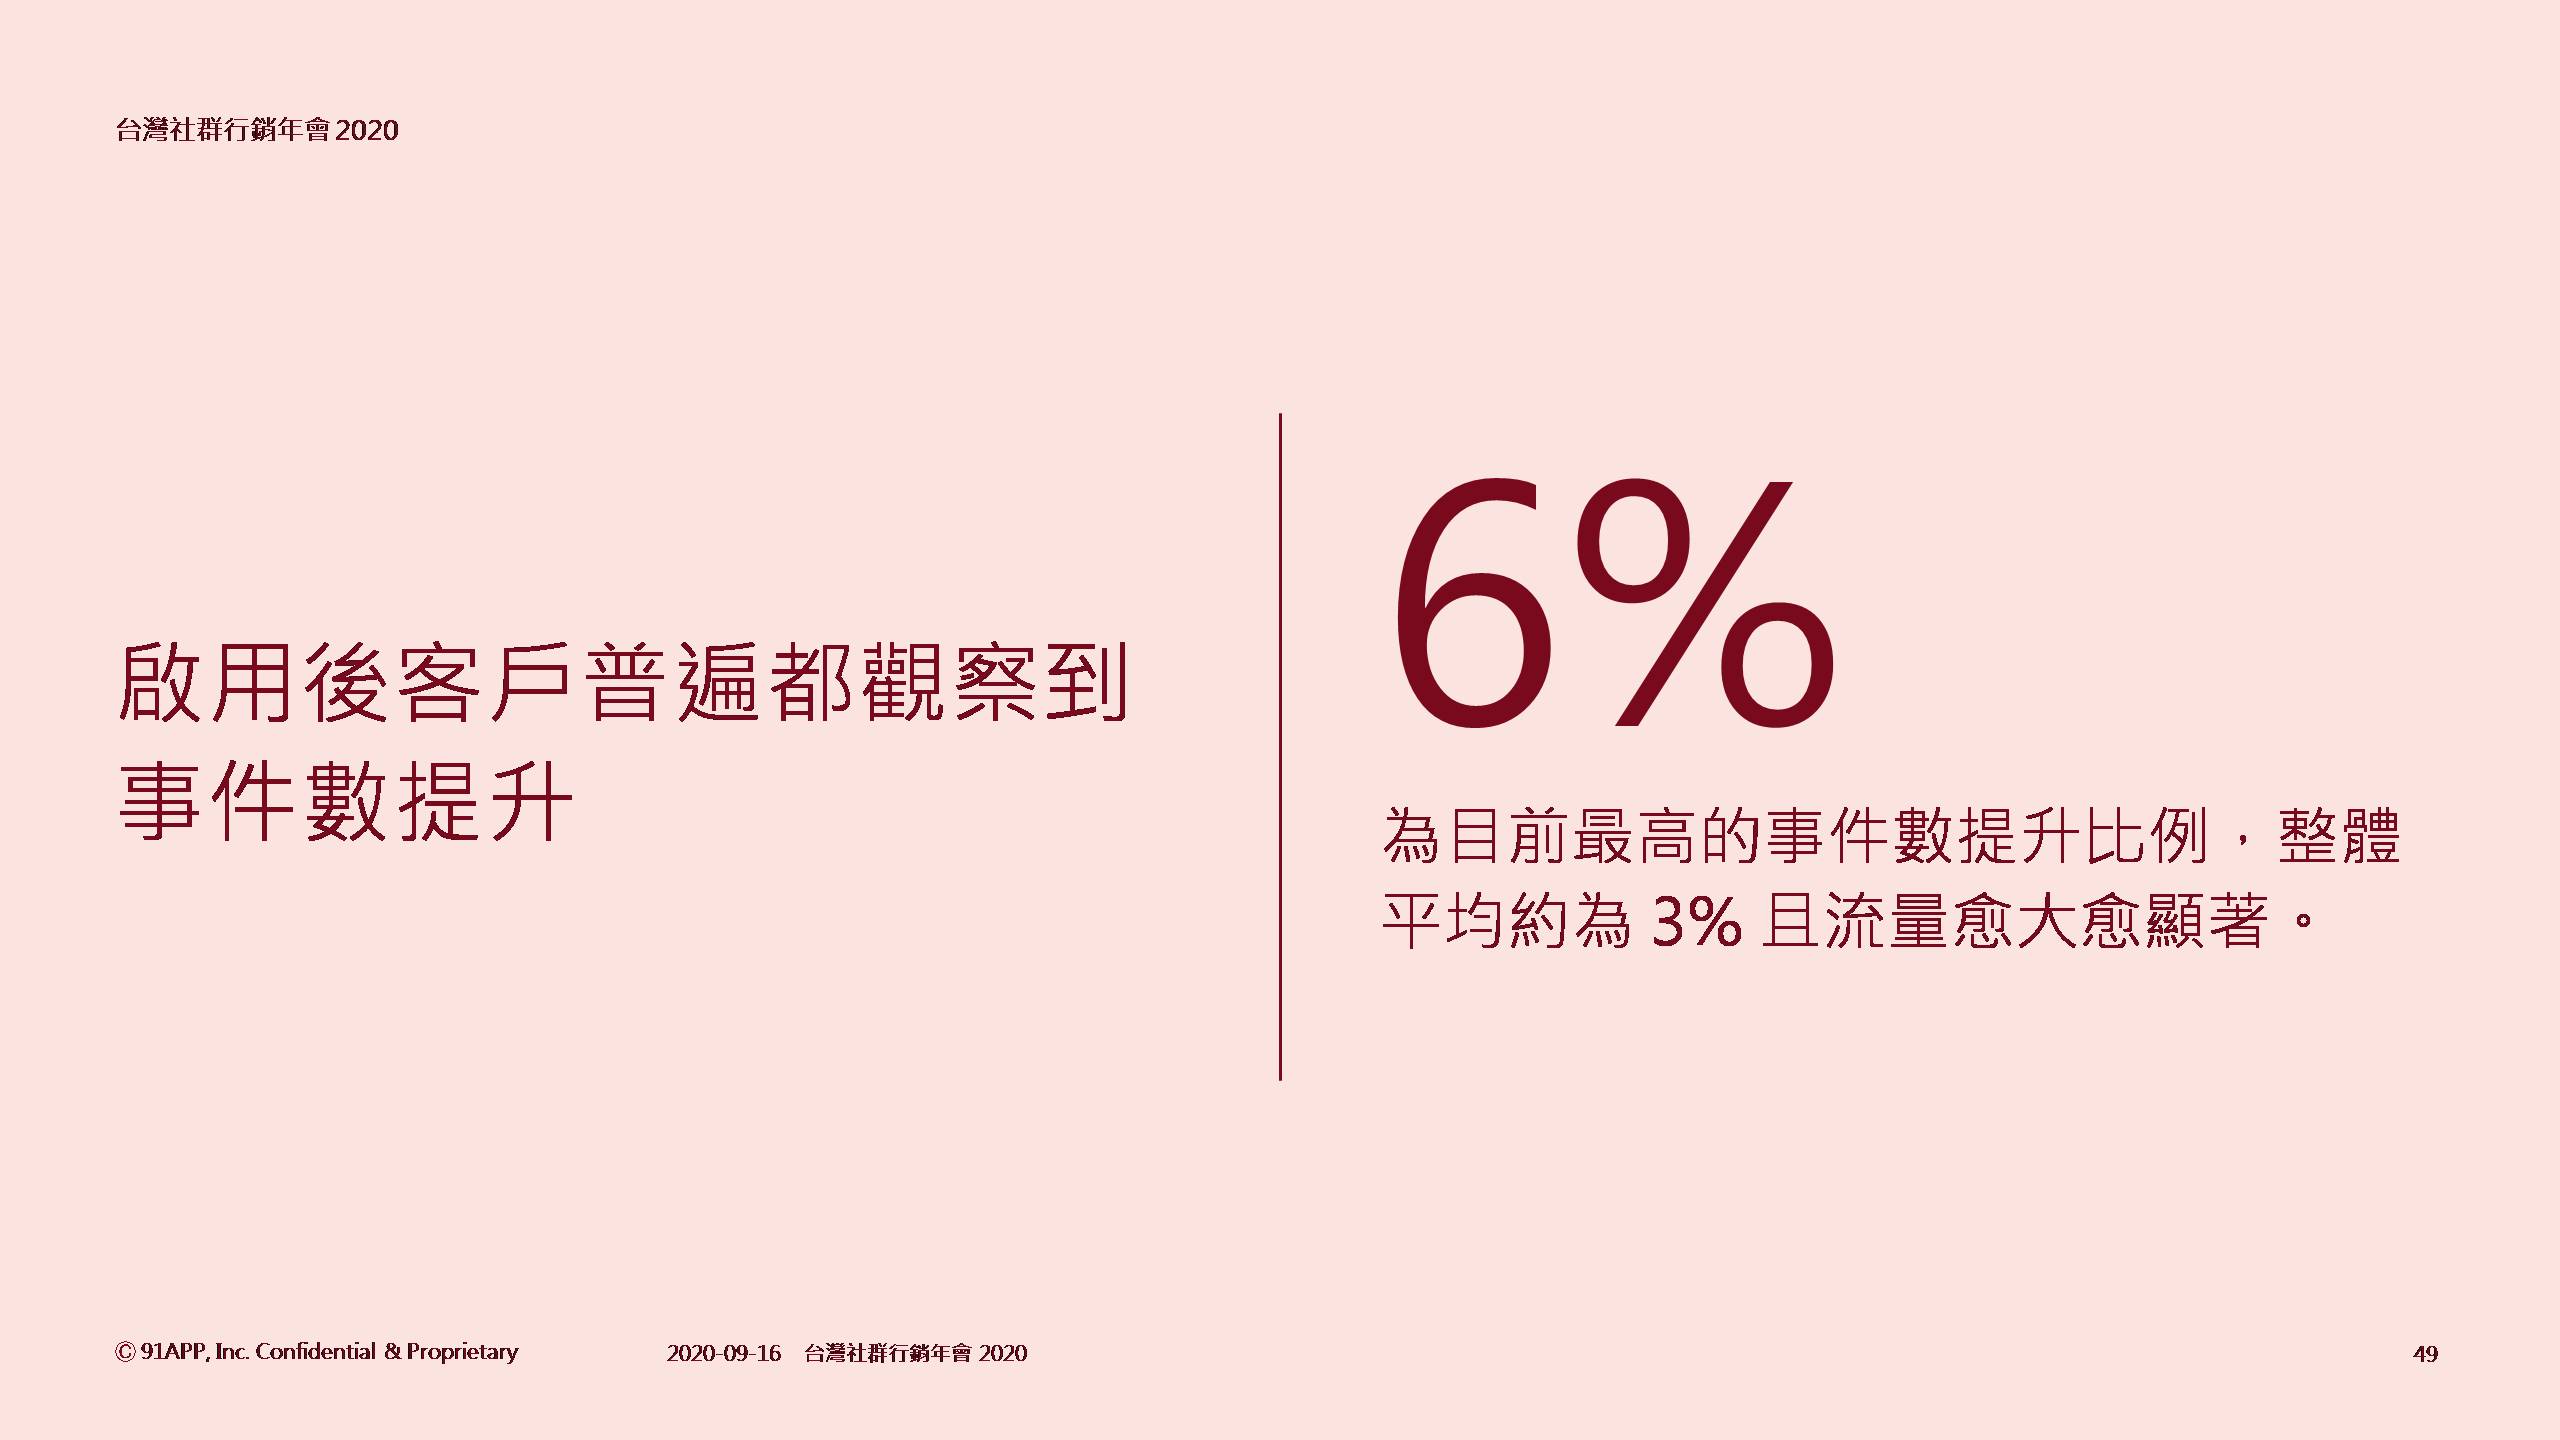 台灣社群行銷年會 2020
啟用後客戶普遍都觀察到
事件數提升
6%
為目前最高的事件數提升比例，整體
平均約為 3% 且流量愈大愈顯著。
© 91APP, Inc. Confidential & Proprietary
2020-09-16 台灣社群行銷年會 2020
49